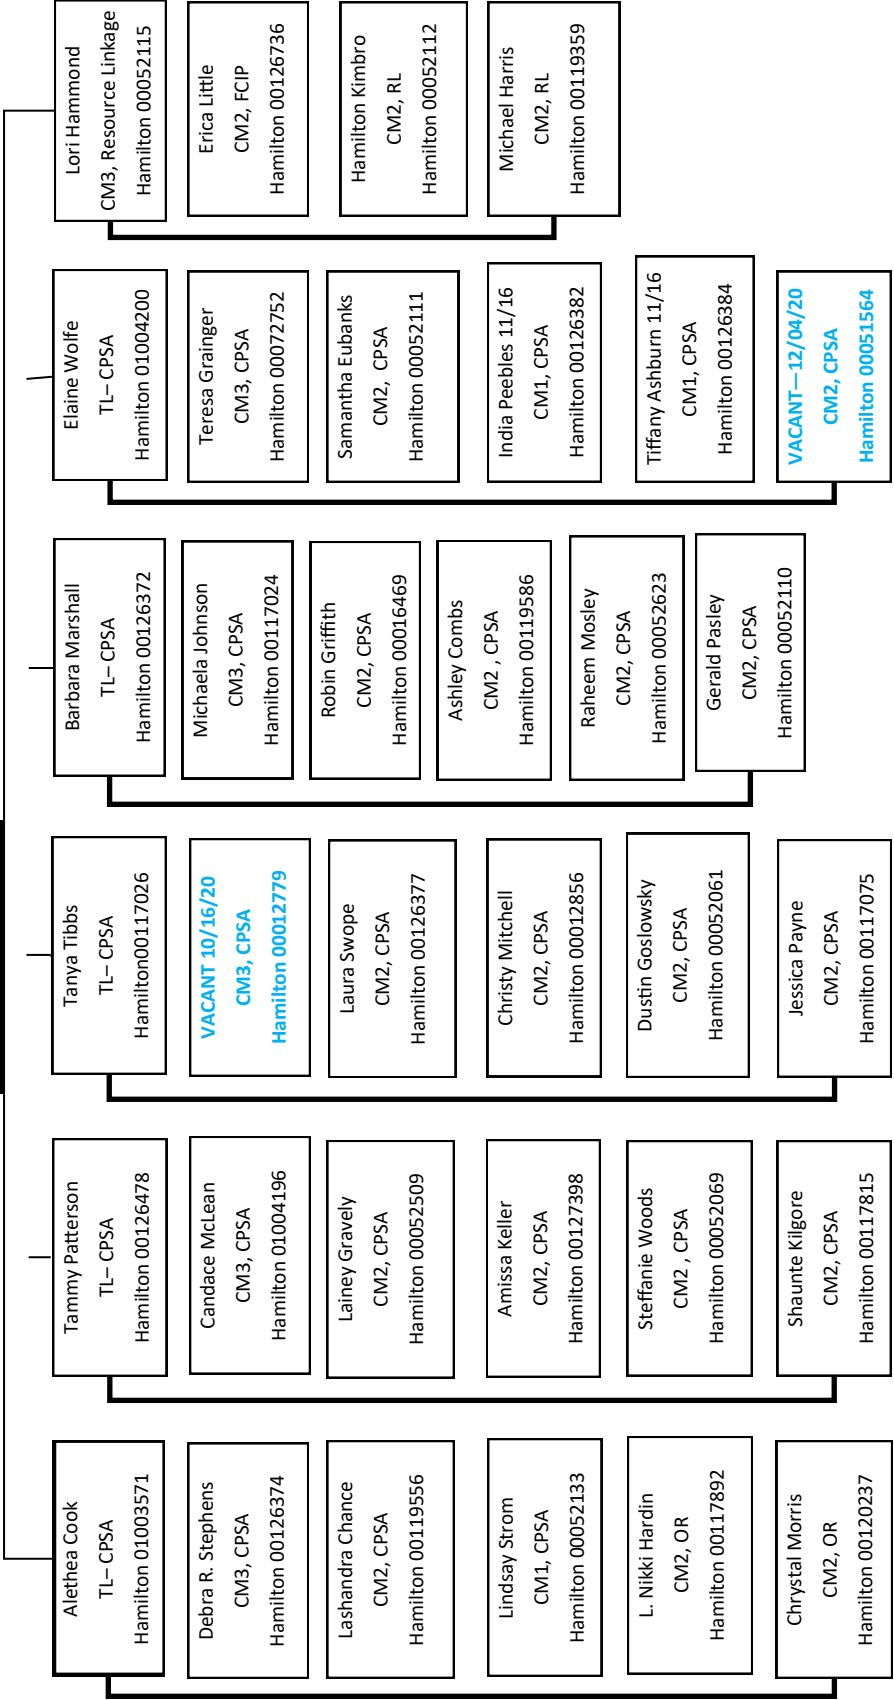 Alethea Cook
TL– CPSA
Hamilton 01003571
Debra R. Stephens
CM3, CPSA
Hamilton 00126374
Lashandra Chance
CM2, CPSA
Hamilton 00119556
Lindsay Strom
CM1, CPSA
Hamilton 00052133
L. Nikki Hardin
CM2, OR
Hamilton 00117892
Chrystal Morris
CM2, OR
Hamilton 00120237
Tammy Patterson
TL– CPSA
Hamilton 00126478
Candace McLean
CM3, CPSA
Hamilton 01004196
Lainey Gravely
CM2, CPSA
Hamilton 00052509
Amissa Keller
CM2, CPSA
Hamilton 00127398
Steffanie Woods
CM2 , CPSA
Hamilton 00052069
Shaunte Kilgore
CM2, CPSA
Hamilton 00117815
Tanya Tibbs
TL– CPSA
Hamilton00117026
VACANT 10/16/20
CM3, CPSA
Hamilton 00012779
Laura Swope
CM2, CPSA
Hamilton 00126377
Christy Mitchell
CM2, CPSA
Hamilton 00012856
Dustin Goslowsky
CM2, CPSA
Hamilton 00052061
Jessica Payne
CM2, CPSA
Hamilton 00117075
Barbara Marshall
TL– CPSA
Hamilton 00126372
Michaela Johnson
CM3, CPSA
Hamilton 00117024
Robin Griffith
CM2, CPSA
Hamilton 00016469
Ashley Combs
CM2 , CPSA
Hamilton 00119586
Raheem Mosley
CM2, CPSA
Hamilton 00052623
Gerald Pasley
CM2, CPSA
Hamilton 00052110
Elaine Wolfe
TL– CPSA
Hamilton 01004200
Teresa Grainger
CM3, CPSA
Hamilton 00072752
Samantha Eubanks
CM2, CPSA
Hamilton 00052111
India Peebles 11/16
CM1, CPSA
Hamilton 00126382
Tiffany Ashburn 11/16
CM1, CPSA
Hamilton 00126384
VACANT—12/04/20
CM2, CPSA
Hamilton 00051564
Lori Hammond
CM3, Resource Linkage
Hamilton 00052115
Erica Little
CM2, FCIP
Hamilton 00126736
Hamilton Kimbro
CM2, RL
Hamilton 00052112
Michael Harris
CM2, RL
Hamilton 00119359